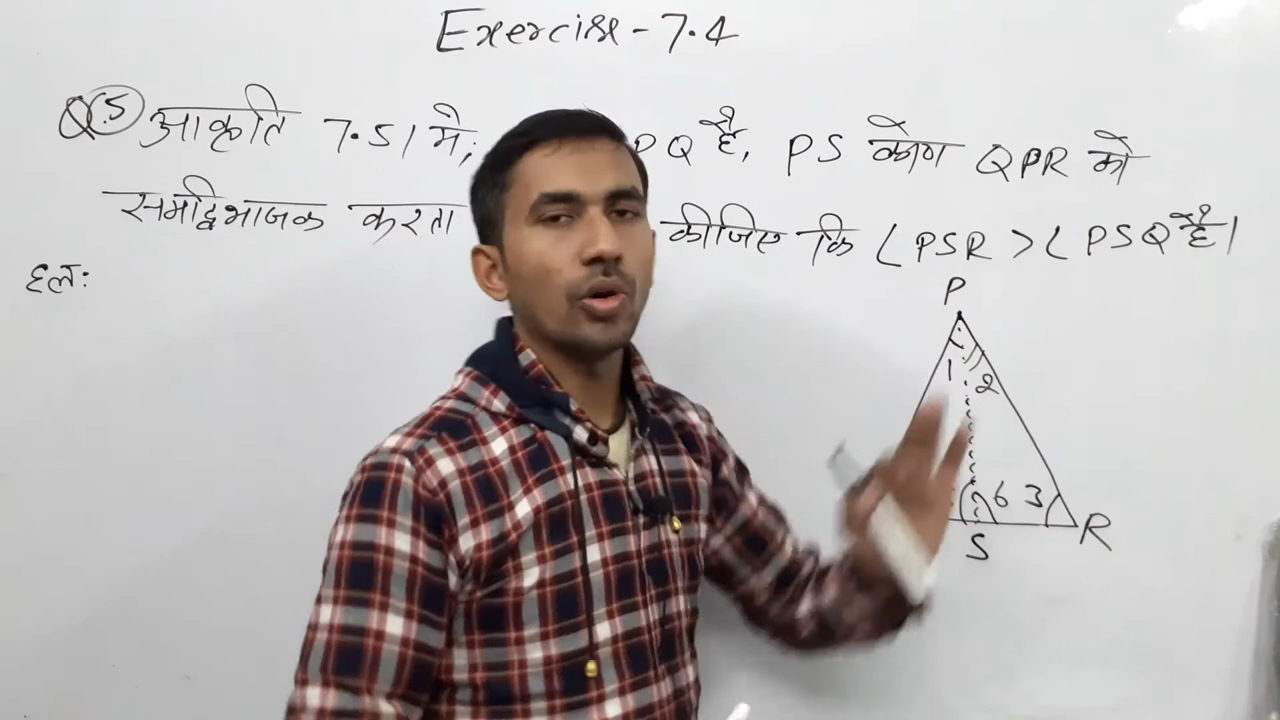 Exercise - 7.4
Q.5 आकृति 7.51 में, PQ है, PS कोण QPR को
समद्विभाजक करता कीजिए कि ∠PSR > ∠PSQ है।
हल:
P
1 2
6 3
S R